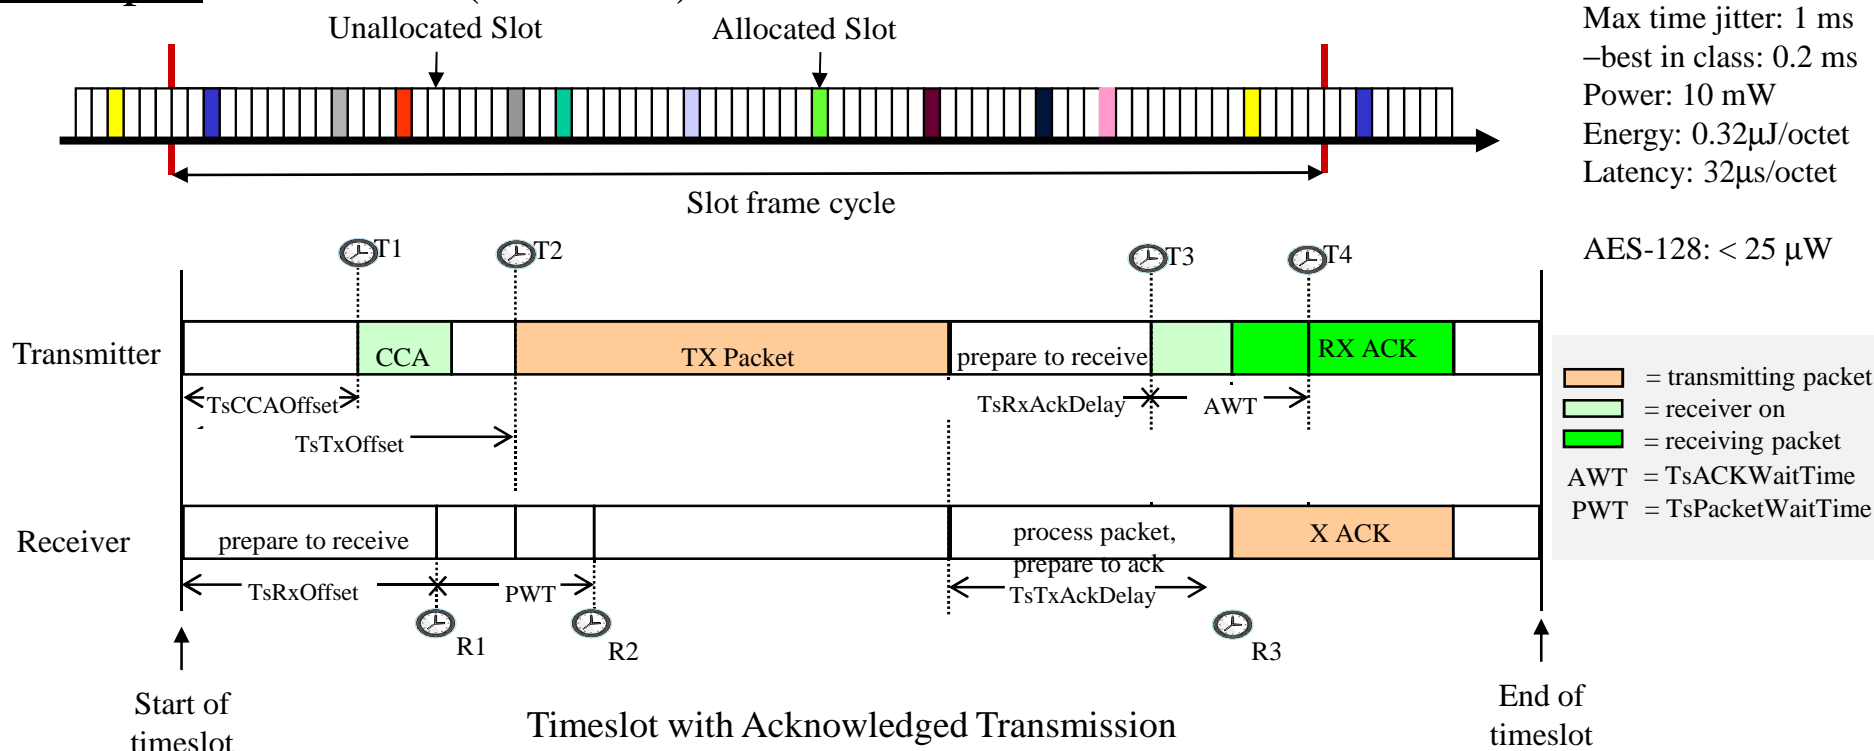 Unallocated Slot
Allocated Slot
Max time jitter: 1 ms
–best in class: 0.2 ms
Power: 10 mW
Energy: 0.32μJ/octet
Latency: 32μs/octet
AES-128: < 25 μW
Slot frame cycle
T1
T2
T3
T4
Transmitter
CCA
TX Packet
prepare to receive
RX ACK
TsCCAOffset
TsRxAckDelay
AWT
TsTxOffset
= transmitting packet
= receiver on
= receiving packet
AWT = TsACKWaitTime
PWT = TsPacketWaitTime
Receiver
prepare to receive
process packet,
prepare to ack
X ACK
TsRxOffset
PWT
TsTxAckDelay
R1
R2
R3
Start of
timeslot
Timeslot with Acknowledged Transmission
End of
timeslot